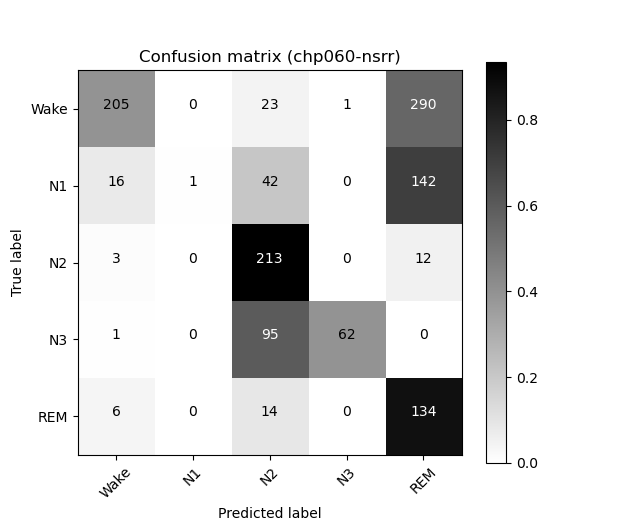 Confusion matrix (chp060-nsrr)
Wake 205 0 23 1 290
N1 16 1 42 0 142
N2 3 0 213 0 12
N3 1 0 95 62 0
REM 6 0 14 0 134
Wake N1 N2 N3 REM
Predicted label
True label
0.8
0.6
0.4
0.2
0.0